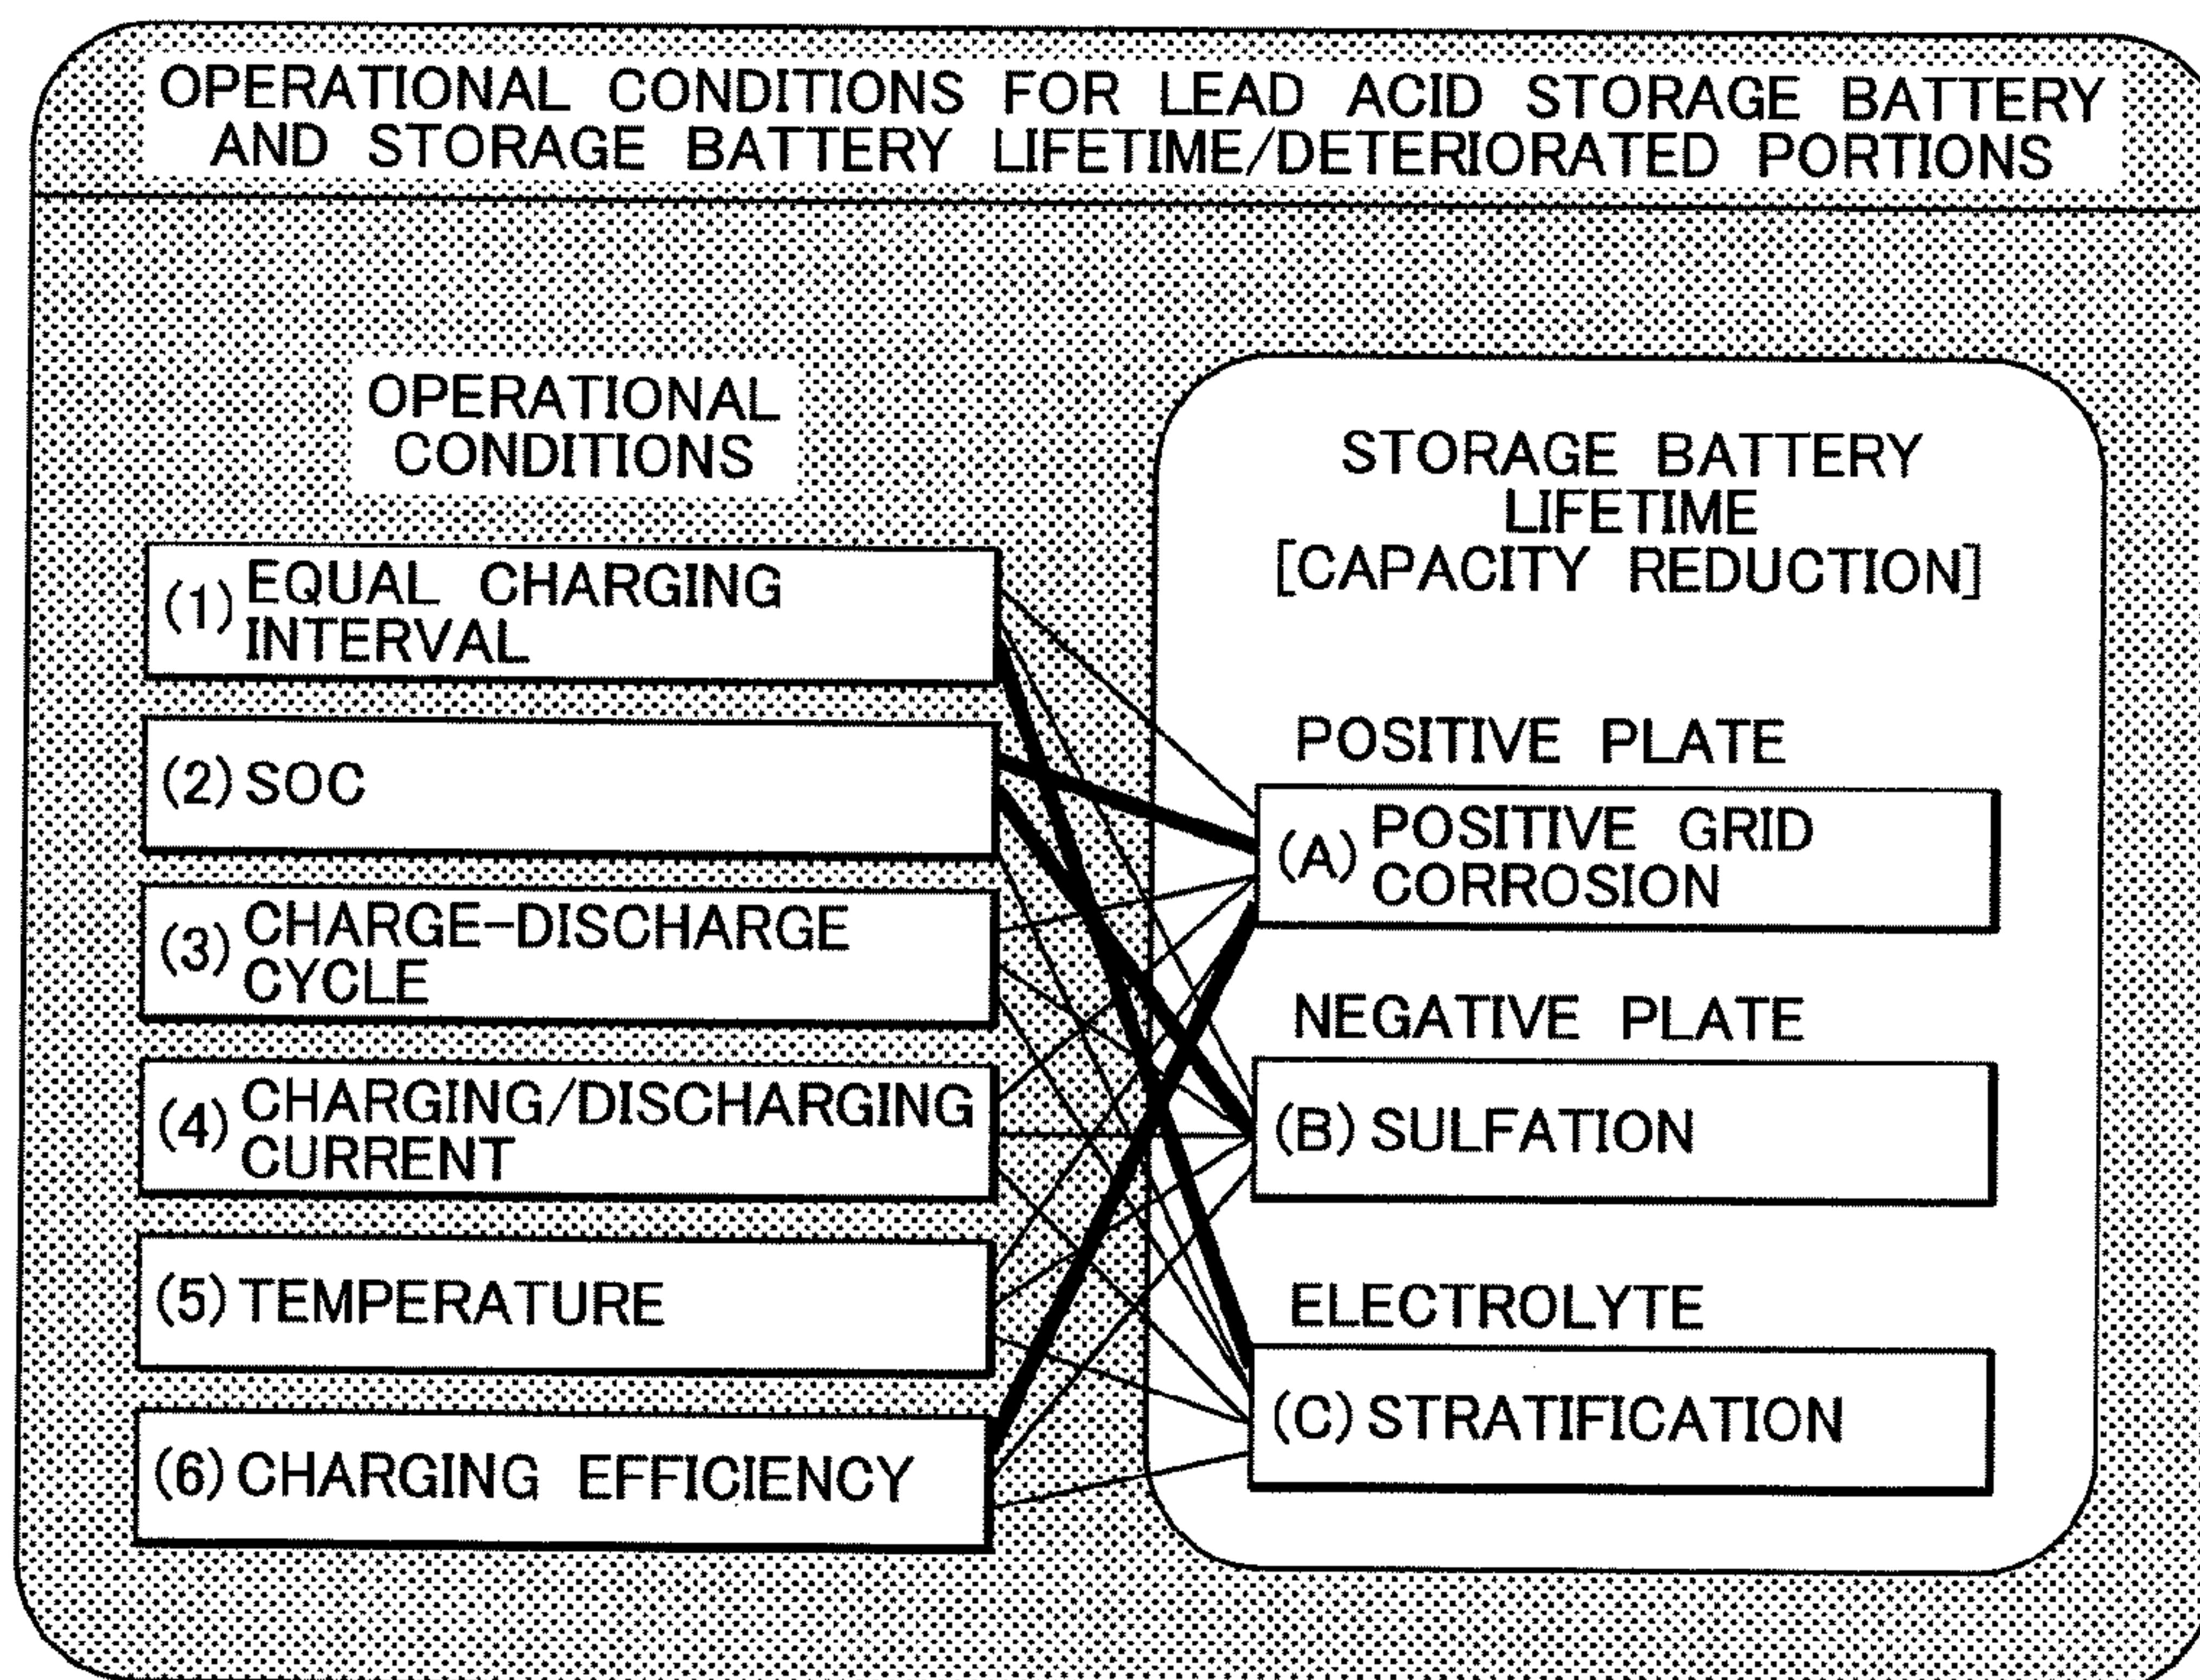 OPERATIONAL CONDITIONS FOR LEAD ACID STORAGE BATTERY
AND STORAGE BATTERY LIFETIME/DETERIORATED PORTIONS
OPERATIONAL
CONDITIONS
(1) EQUAL CHARGING
INTERVAL
(2) SOC
(3) CHARGE-DISCHARGE
CYCLE
(4) CHARGING/DISCHARGING
CURRENT
(5) TEMPERATURE
(6) CHARGING EFFICIENCY
STORAGE BATTERY
LIFETIME
[CAPACITY REDUCTION]
POSITIVE PLATE
(A) POSITIVE GRID
CORROSION
NEGATIVE PLATE
(B) SULFATION
ELECTROLYTE
(C) STRATIFICATION